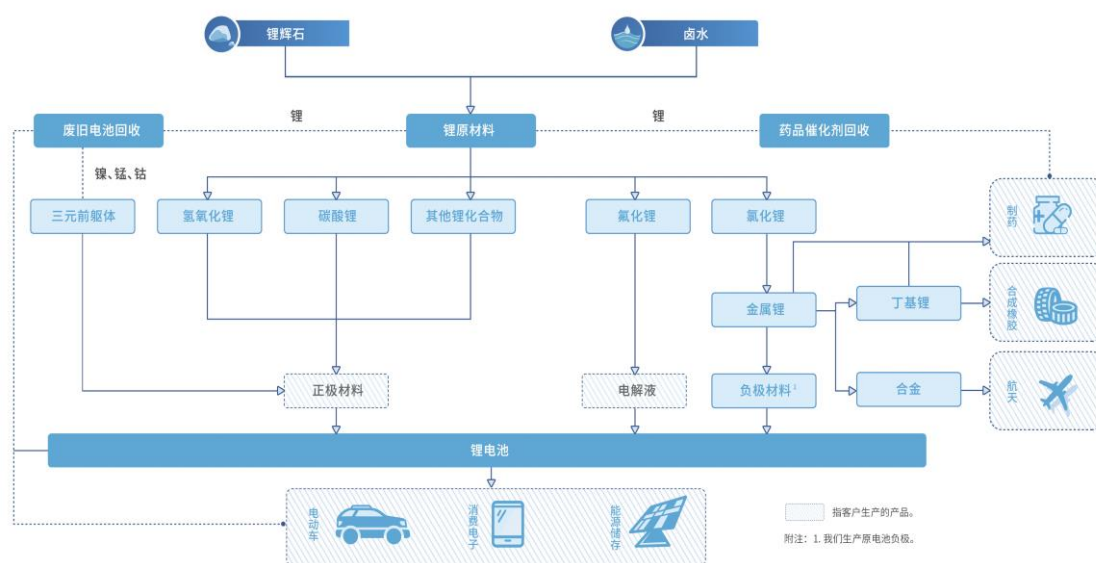 锂辉石
卤水
废旧电池回收
锂
锂原材料
锂
药品催化剂回收
镍、锰、钴
三元前躯体
氢氧化锂
碳酸锂
其他锂化合物
氟化锂
氯化锂
制药
金属锂
丁基锂
合成橡胶
正极材料
电解液
负极材料1
合金
航天
锂电池
电动车
消费电子
能源储存
指客户生产的产品。
附注：1. 我们生产原电池负极。